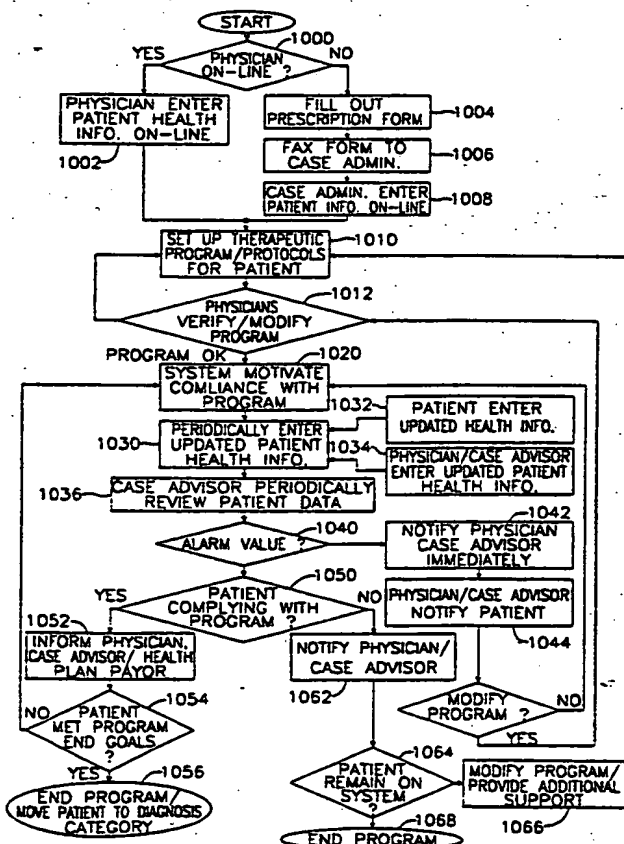 START
1000
YES
PHYSICIAN
ON-LINE ?
NO
PHYSICIAN ENTER
PATIENT HEALTH
INFO. ON-LINE
1002
FILL OUT
PRESCRIPTION FORM
1004
FAX FORM TO
CASE ADMIN.
1006
CASE ADMIN. ENTER
PATIENT INFO. ON-LINE
1008
SET UP THERAPEUTIC
PROGRAM/PROTOCOLS
FOR PATIENT
1010
1012
PHYSICIANS
VERIFY/MODIFY
PROGRAM
PROGRAM OK
1020
SYSTEM MOTIVATE
COMLIANCE WITH
PROGRAM
1032
PATIENT ENTER
UPDATED HEALTH INFO.
1030
PERIODICALLY ENTER
UPDATED PATIENT
HEALTH INFO.
1034
PHYSICIAN/CASE ADVISOR
ENTER UPDATED PATIENT
HEALTH INFO.
1036
CASE ADVISOR PERIODICALLY
REVIEW PATIENT DATA
1040
ALARM VALUE ?
1042
NOTIFY PHYSICIAN
CASE ADVISOR
IMMEDIATELY
1050
YES
PATIENT
COMPLYING WITH
PROGRAM
?
NO
PHYSICIAN/CASE ADVISOR
NOTIFY PATIENT
1044
1052
INFORM PHYSICIAN,
CASE ADVISOR/HEALTH
PLAN PAYOR
NOTIFY PHYSICIAN/
CASE ADVISOR
1062
MODIFY
PROGRAM ?
NO
YES
1054
NO
PATIENT
MET PROGRAM
END GOALS
?
YES
1056
END PROGRAM/
MOVE PATIENT TO DIAGNOSIS
CATEGORY
1064
PATIENT
REMAIN ON
SYSTEM
?
MODIFY PROGRAM/
PROVIDE ADDITIONAL
SUPPORT
1066
1068
END PROGRAM